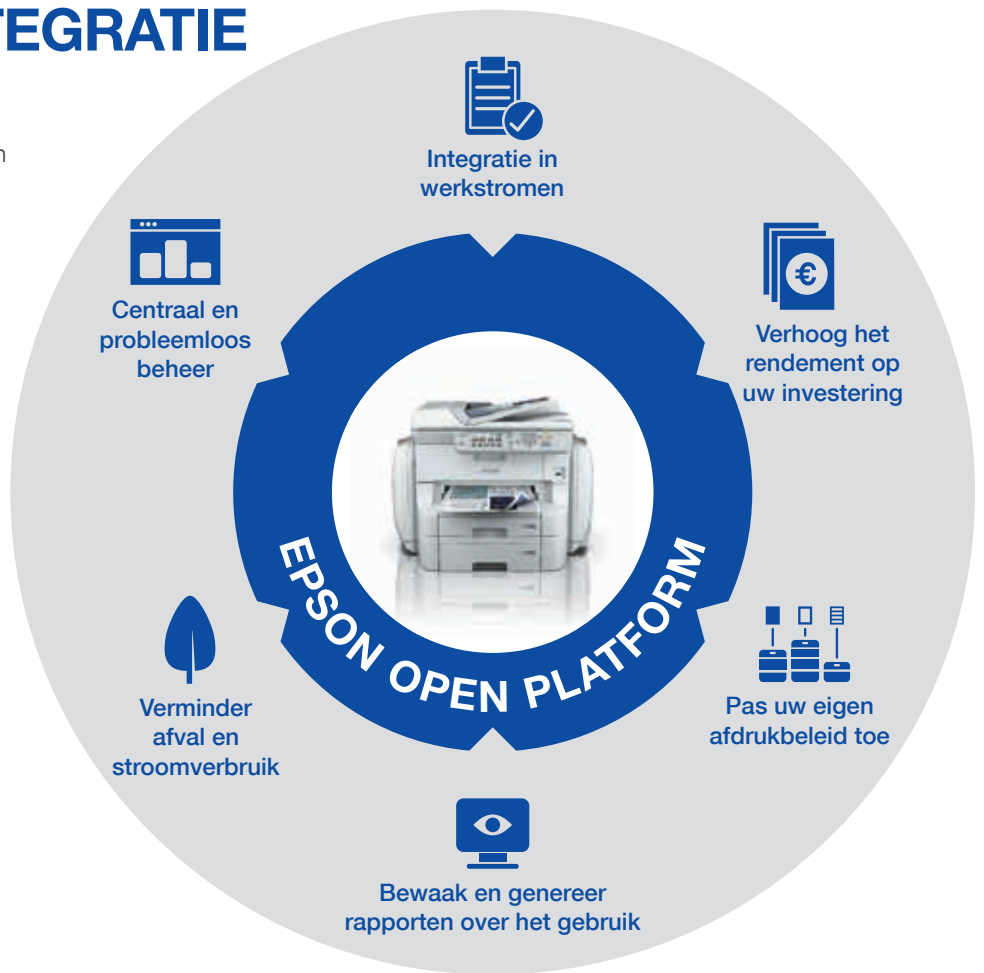 TEGRATIE
n
Integratie in
werkstromen
Centraal en
probleemloos
beheer
€
Verhoog het
rendement op
uw investering
EPSON OPEN PLATFORM
Verminder
afval en
stroomverbruik
Pas uw eigen
afdrukbeleid toe
Bewaak en genereer
rapporten over het gebruik